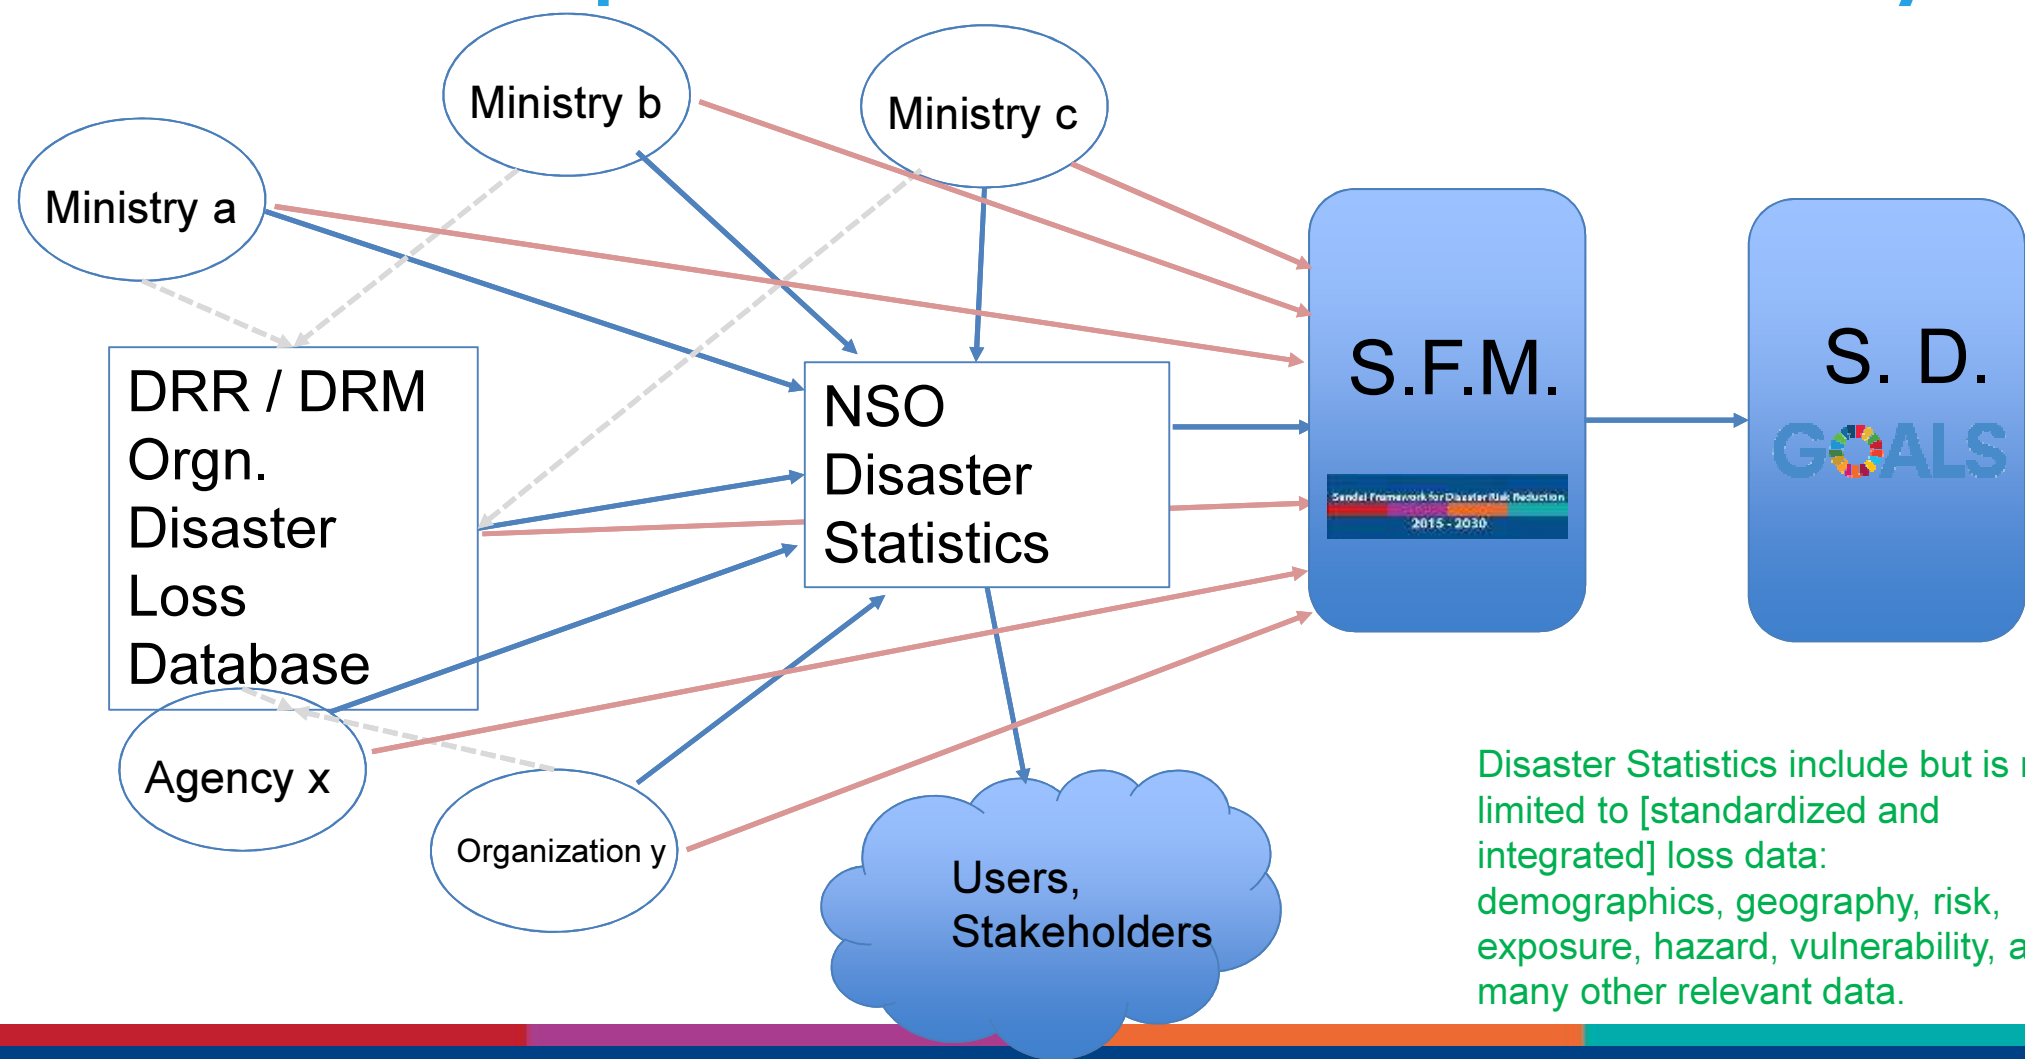 Ministry b
Ministry c
Ministry a
DRR / DRM
Orgn.
Disaster
Loss
Database
NSO
Disaster
Statistics
S.F.M.
Sendai Framework for Disaster Risk Reduction
2015 - 2030
S. D.
GOALS
Agency x
Organization y
Users,
Stakeholders
Disaster Statistics include but is
limited to [standardized and
integrated] loss data:
demographics, geography, risk,
exposure, hazard, vulnerability,
many other relevant data.